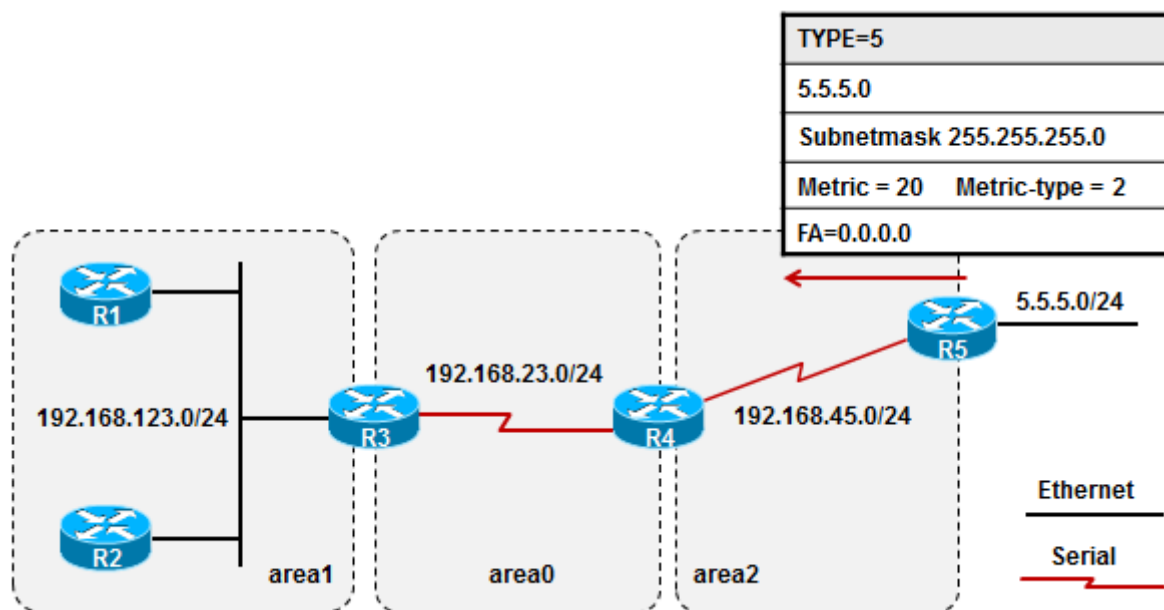 TYPE=5
5.5.5.0
Subnetmask 255.255.255.0
Metric = 20 Metric-type = 2
FA=0.0.0.0
R1
5.5.5.0/24
R5
192.168.23.0/24
192.168.123.0/24
R3
R4
192.168.45.0/24
Ethernet
R2
Serial
area1
area0
area2